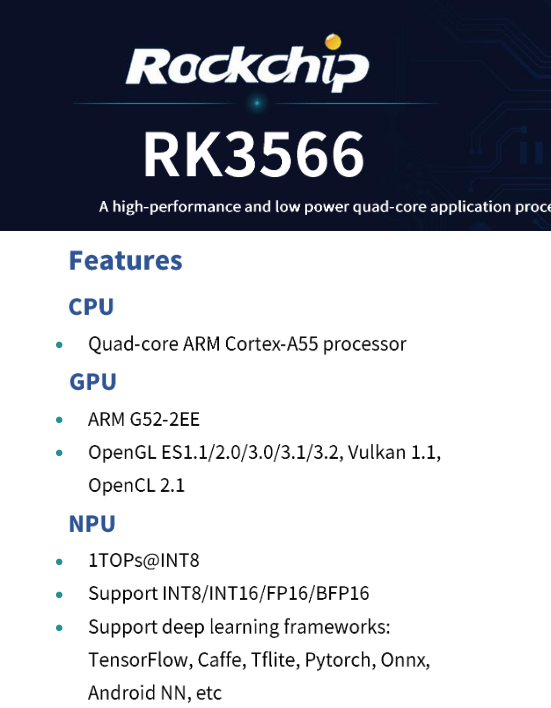 Rockchip
RK3566
A high-performance and low power quad-core application
Features
CPU
• Quad-core ARM Cortex-A55 processor
GPU
• ARM G52-2EE
• OpenGL ES1.1/2.0/3.0/3.1/3.2, Vulkan 1.1,
OpenCL 2.1
NPU
• 1TOPs@INT8
• Support INT8/INT16/FP16/BFP16
• Support deep learning frameworks:
TensorFlow, Caffe, Tflite, Pytorch, Onnx,
Android NN, etc